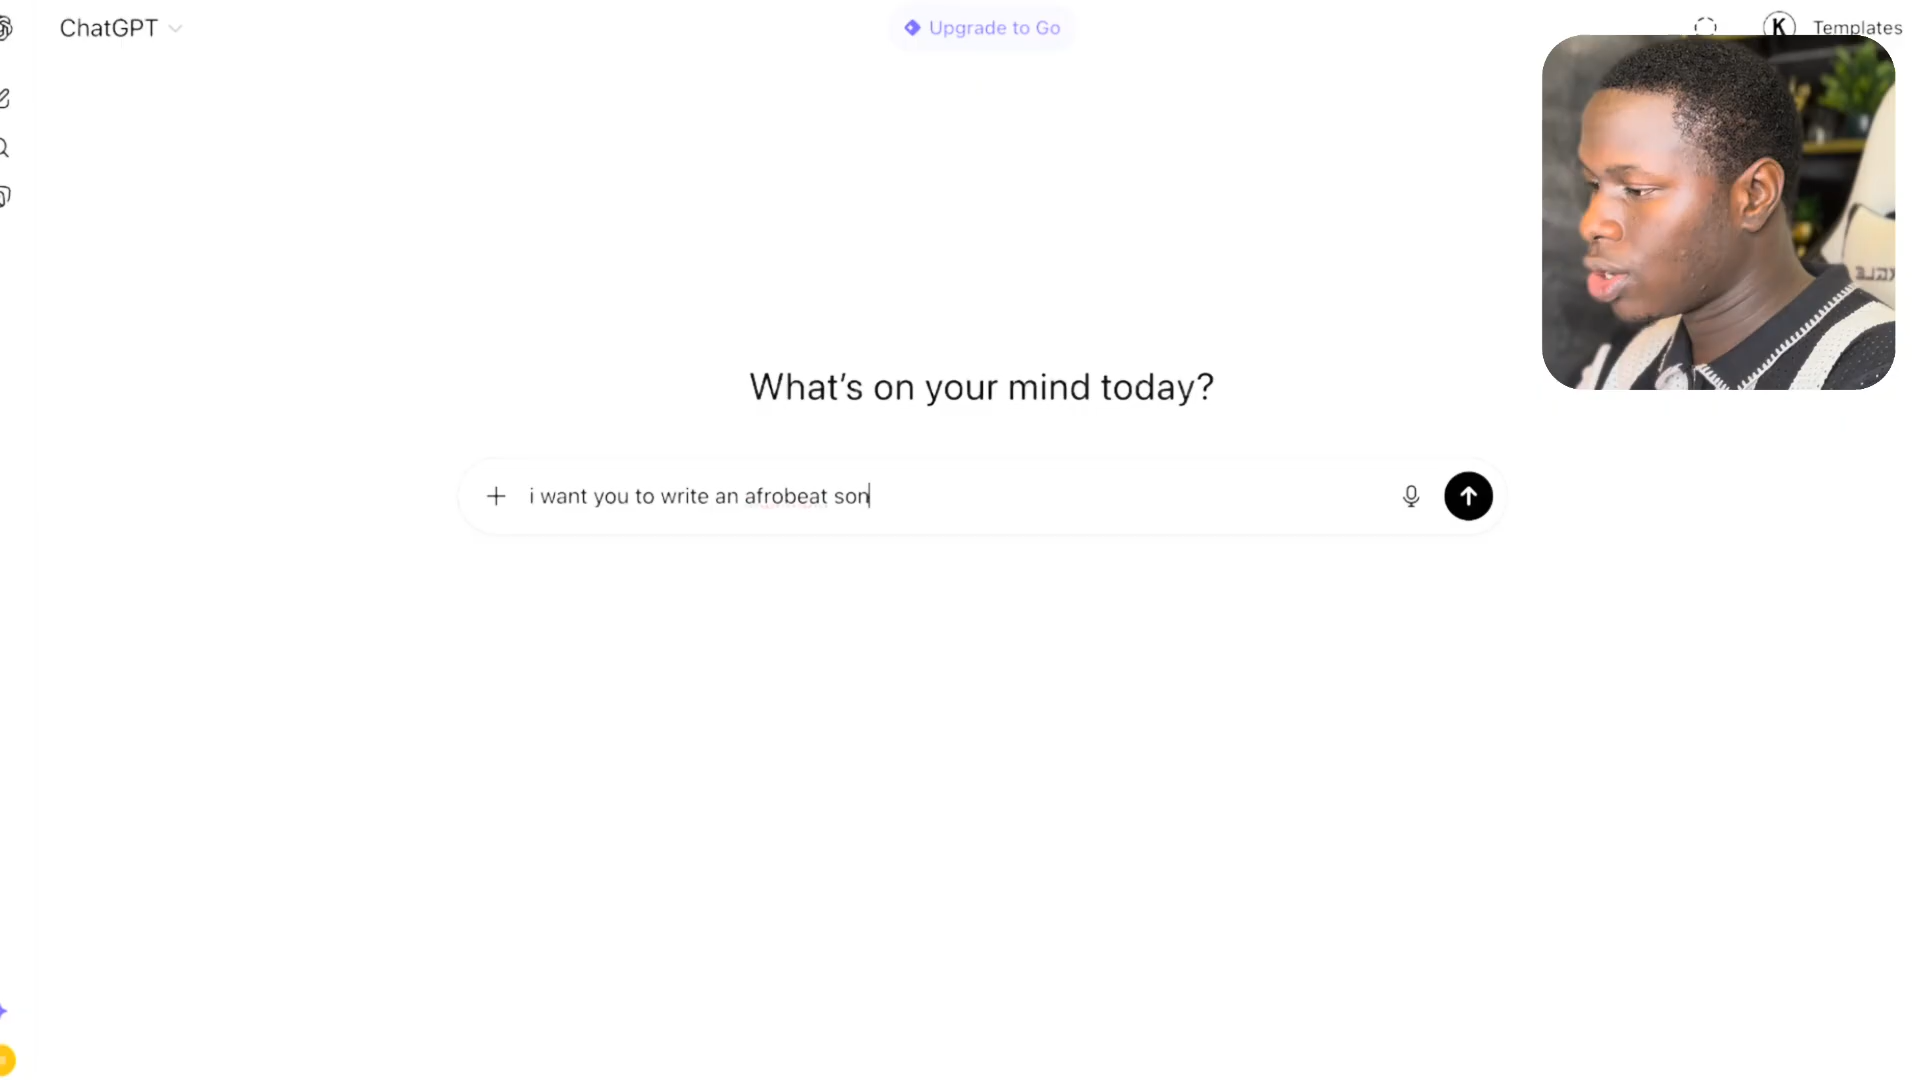 ChatGPT
Upgrade to Go
K
Templates
What's on your mind today?
i want you to write an afrobeat son